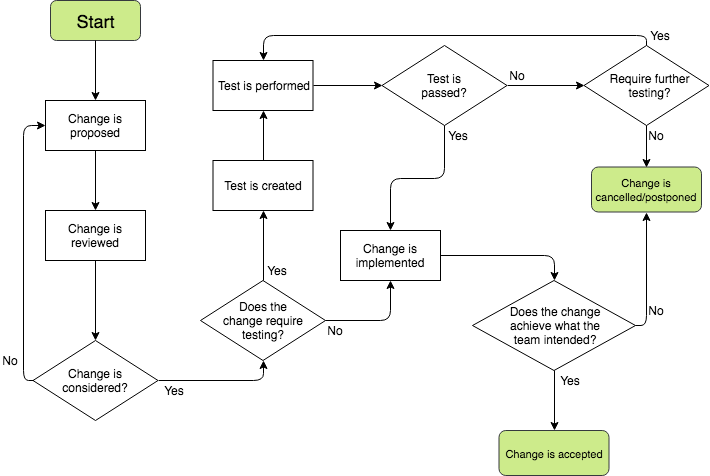 Start
Change is
proposed
Change is
reviewed
Change is
considered?
No
Yes
Does the
change require
testing?
Yes
No
Test is created
Test is performed
Test is
passed?
No
Yes
Require further
testing?
Yes
No
Change is
cancelled/postponed
Change is
implemented
Does the change
achieve what the
team intended?
No
Yes
Change is accepted